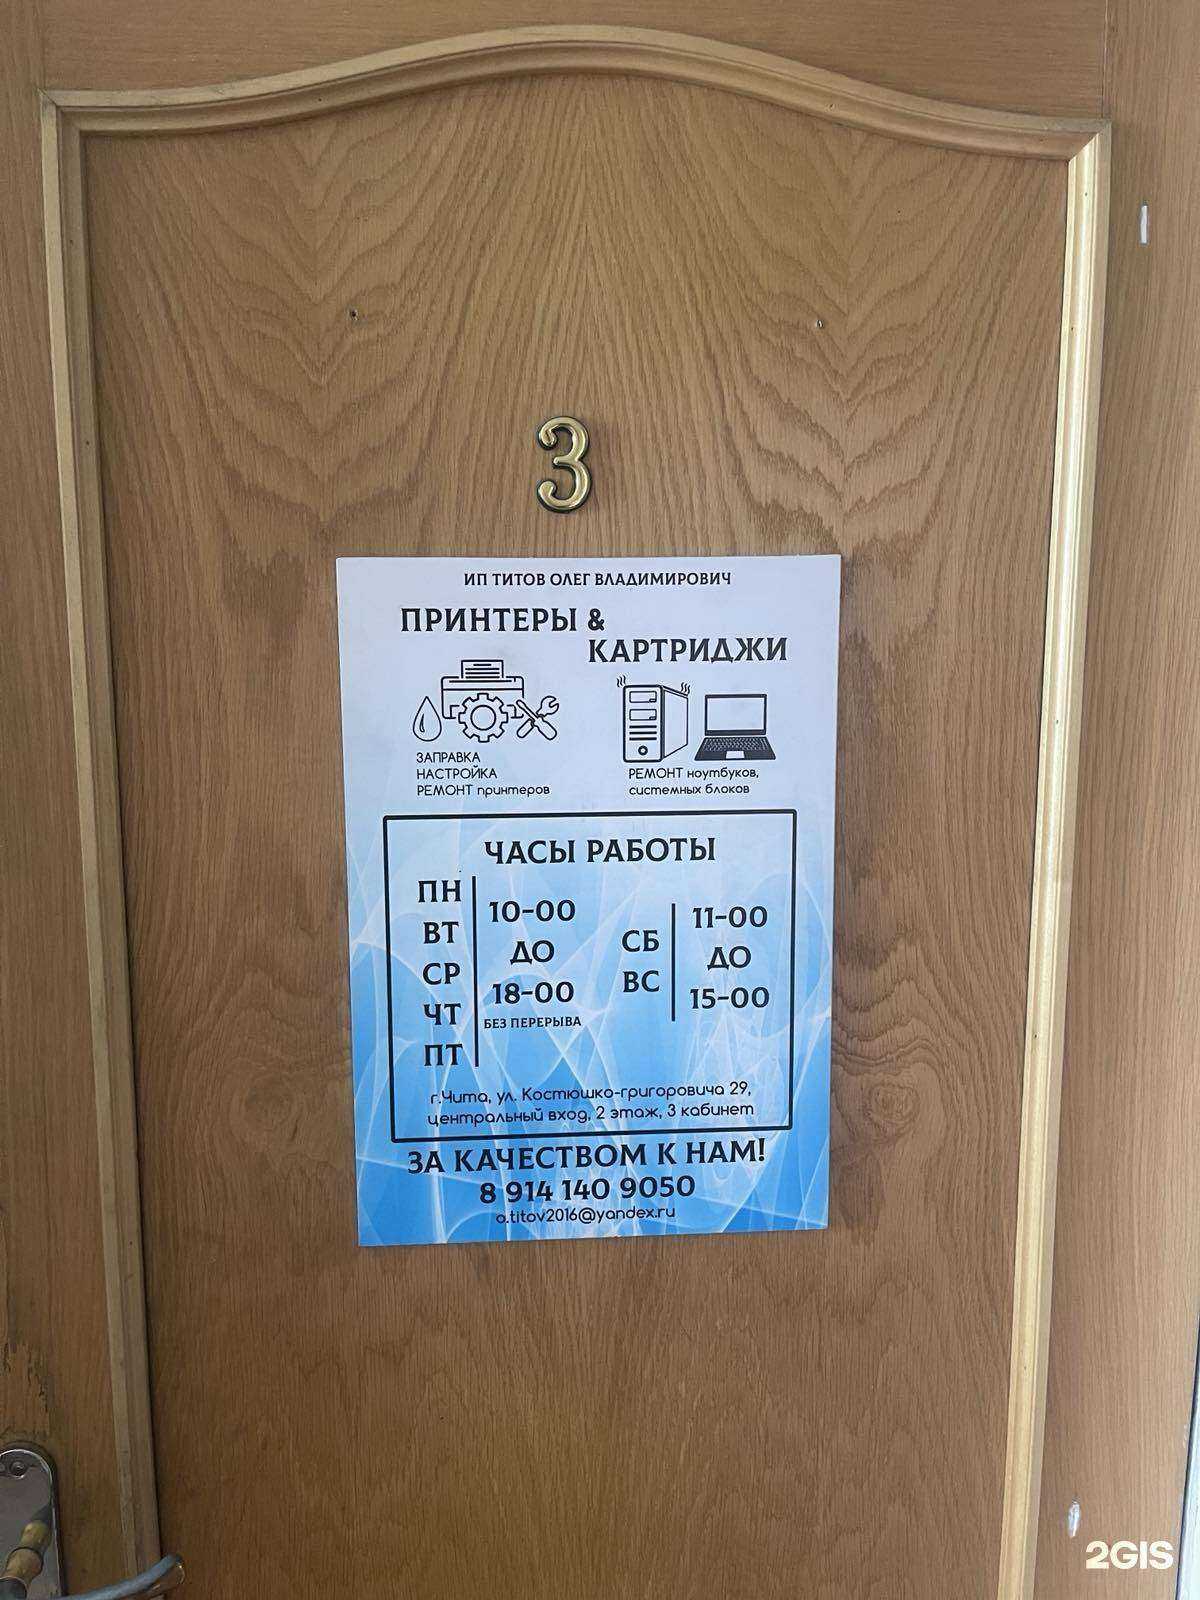 3
ИП ТИТОВ ОЛЕГ ВЛАДИМИРОВИЧ
ПРИНТЕРЫ &
КАРТРИДЖИ
ЗАПРАВКА
НАСТРОЙКА
РЕМОНТ принтеров
РЕМОНТ ноутбуков,
системных блоков
ЧАСЫ РАБОТЫ
ПН
ВТ
СР
ЧТ
ПТ
10-00
ДО
18-00
БЕЗ ПЕРЕРЫВА
СБ
ВС
11-00
ДО
15-00
г.Чита, ул. Костюшко-григоровича 29,
центральный вход, 2 этаж, 3 кабинет
ЗА КАЧЕСТВОМ К НАМ!
8 914 140 9050
o.titov2016@yandex.ru
2GIS